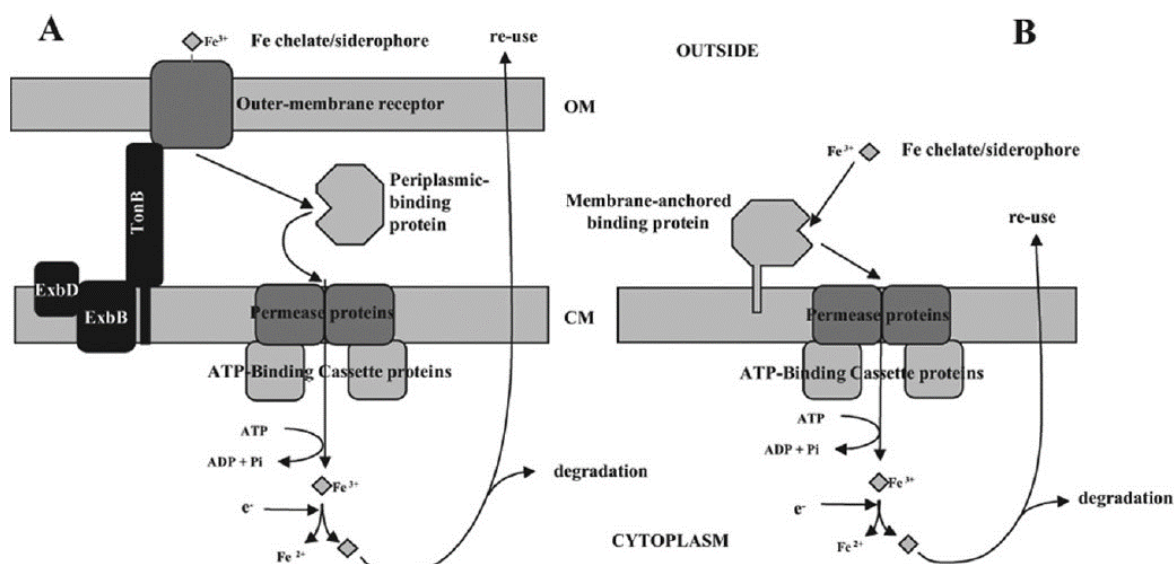 A
Fe³⁺
Fe chelate/siderophore
re-use
OUTSIDE
B
Outer-membrane receptor
OM
TonB
Periplasmic-
binding
protein
Fe³⁺
Fe chelate/siderophore
Membrane-anchored
binding protein
re-use
ExbD
ExbB
Permease proteins
CM
Permease proteins
ATP-Binding Cassette proteins
ATP-Binding Cassette proteins
ATP
ADP + Pi
ATP
ADP + Pi
Fe³⁺
degradation
Fe³⁺
degradation
e⁻
e⁻
Fe²⁺
CYTOPLASM
Fe²⁺